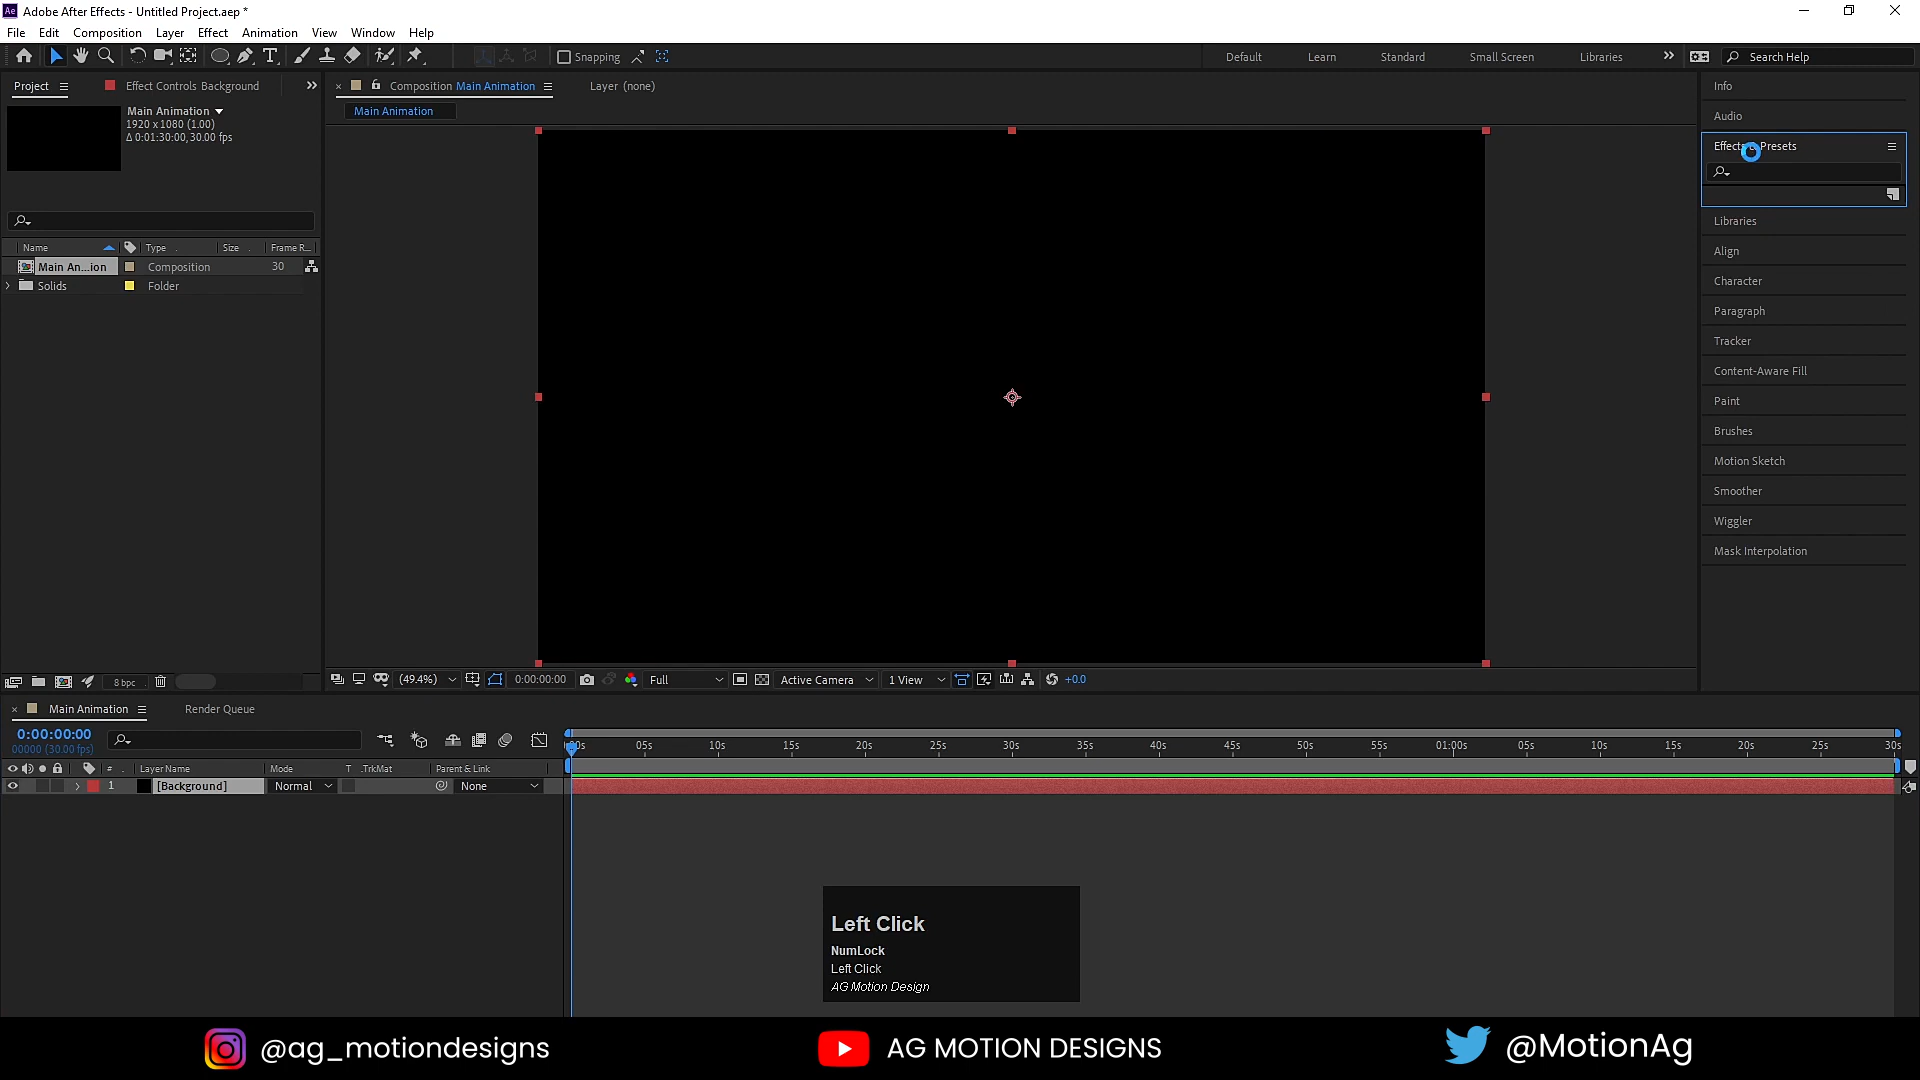 Ae Adobe After Effects - Untitled Project.aep *
File Edit Composition Layer Effect Animation View Window Help
Snapping Default Learn Standard Small Screen Libraries Search Help
Project Effect Controls Background
Composition Main Animation Layer (none)
Main Animation
Main Animation
1920 x 1080 (1.00)
Δ 0:01:30:00, 30.00 fps
Name Type Size Frame R...
Main An...ion Composition 30
Solids Folder
Info
Audio
Effects & Presets
Libraries
Align
Character
Paragraph
Tracker
Content-Aware Fill
Paint
Brushes
Motion Sketch
Smoother
Wiggler
Mask Interpolation
8 bpc
(49.4%) 0:00:00:00 Full Active Camera 1 View +0.0
Main Animation Render Queue
0:00:00:00
00000 (30.00 fps)
:00s 05s 10s 15s 20s 25s 30s 35s 40s 45s 50s 55s 01:00s 05s 10s 15s 20s 25s 30s
# Layer Name Mode T .TrkMat Parent & Link
1 [Background] Normal None
Left Click
NumLock
Left Click
AG Motion Design
@ag_motiondesigns AG MOTION DESIGNS @MotionAg